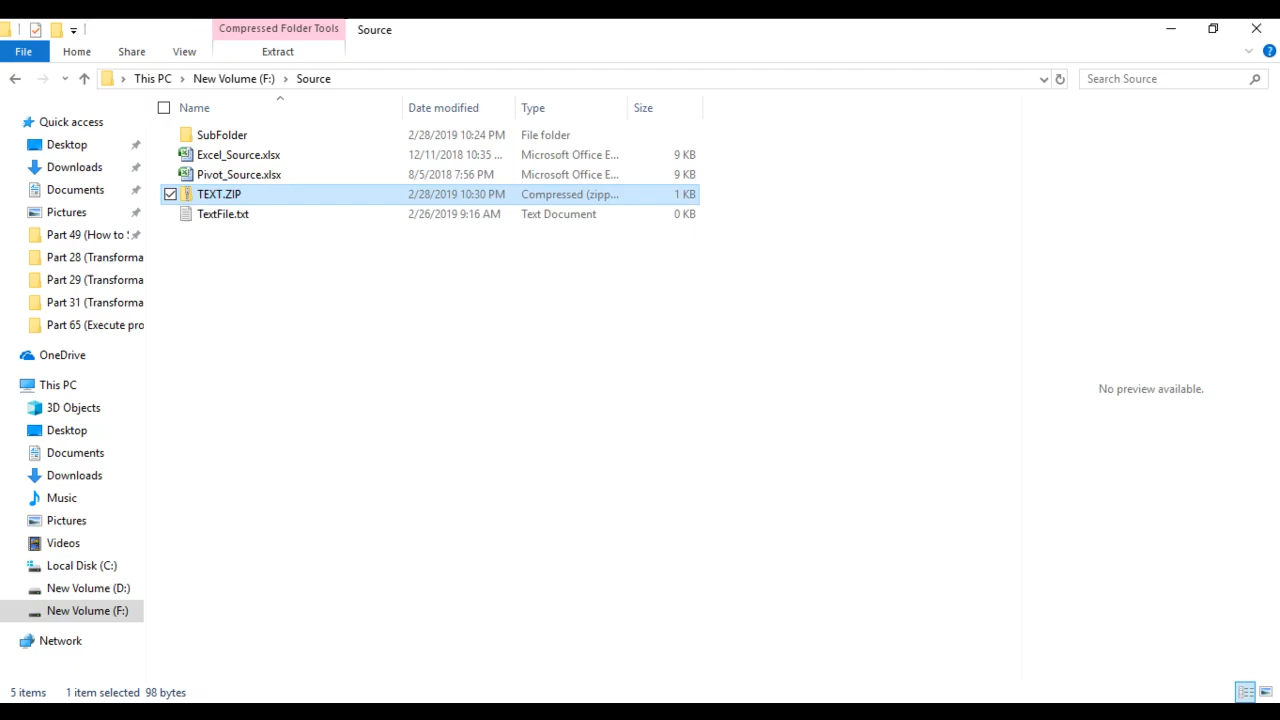 Compressed Folder Tools
Source
File Home Share View Extract
This PC New Volume (F:) Source
Search Source
Name Date modified Type Size
SubFolder 2/28/2019 10:24 PM File folder
Excel_Source.xlsx 12/11/2018 10:35 ... Microsoft Office E... 9 KB
Pivot_Source.xlsx 8/5/2018 7:56 PM Microsoft Office E... 9 KB
TEXT.ZIP 2/28/2019 10:30 PM Compressed (zipp... 1 KB
TextFile.txt 2/26/2019 9:16 AM Text Document 0 KB
Quick access
Desktop
Downloads
Documents
Pictures
Part 49 (How to
Part 28 (Transforma
Part 29 (Transforma
Part 31 (Transforma
Part 65 (Execute pro
OneDrive
This PC
3D Objects
Desktop
Documents
Downloads
Music
Pictures
Videos
Local Disk (C:)
New Volume (D:)
New Volume (F:)
Network
No preview available.
5 items 1 item selected 98 bytes